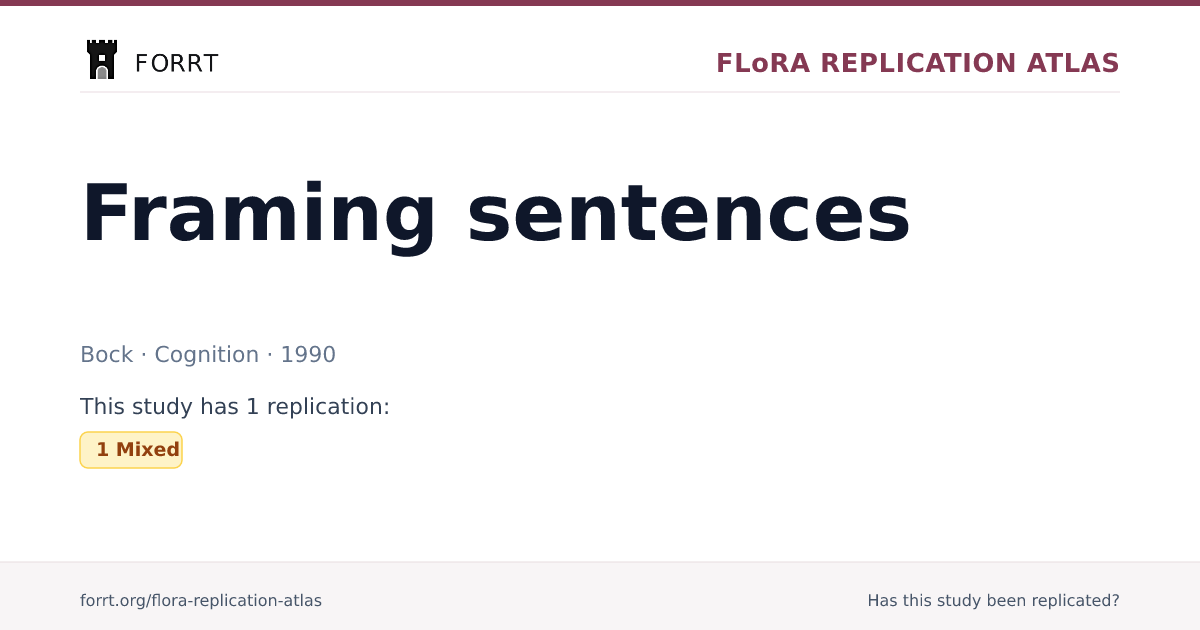 FORRT
FLoRA REPLICATION ATLAS
Framing sentences
Bock · Cognition · 1990
This study has 1 replication:
1 Mixed
forrt.org/flora-replication-atlas
Has this study been replicated?